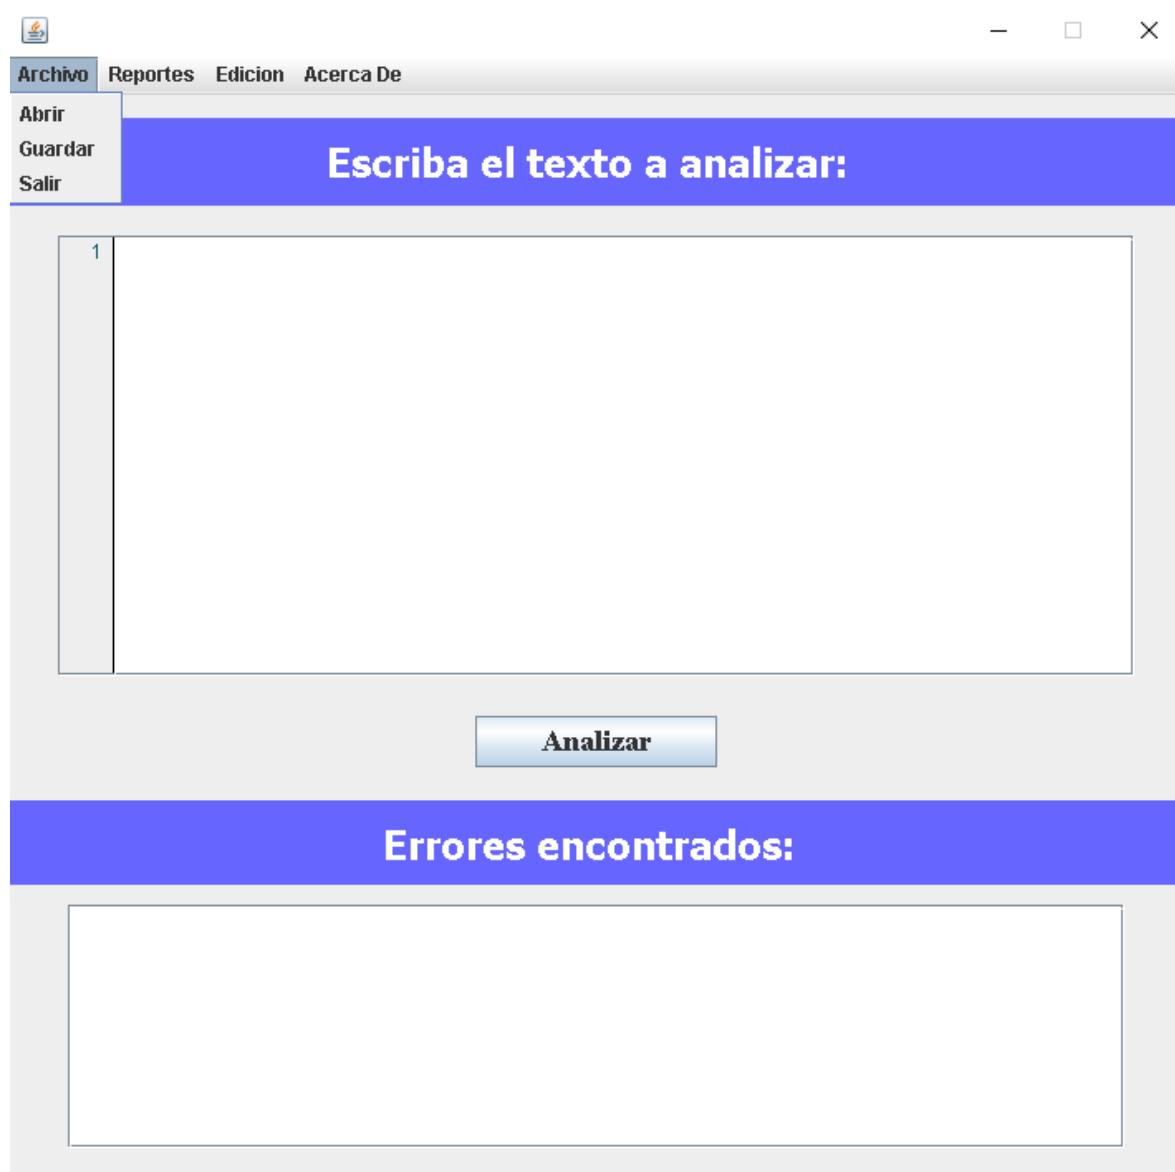 Archivo Reportes Edicion Acerca De
Abrir
Guardar
Salir
Escriba el texto a analizar:
1
Analizar
Errores encontrados: